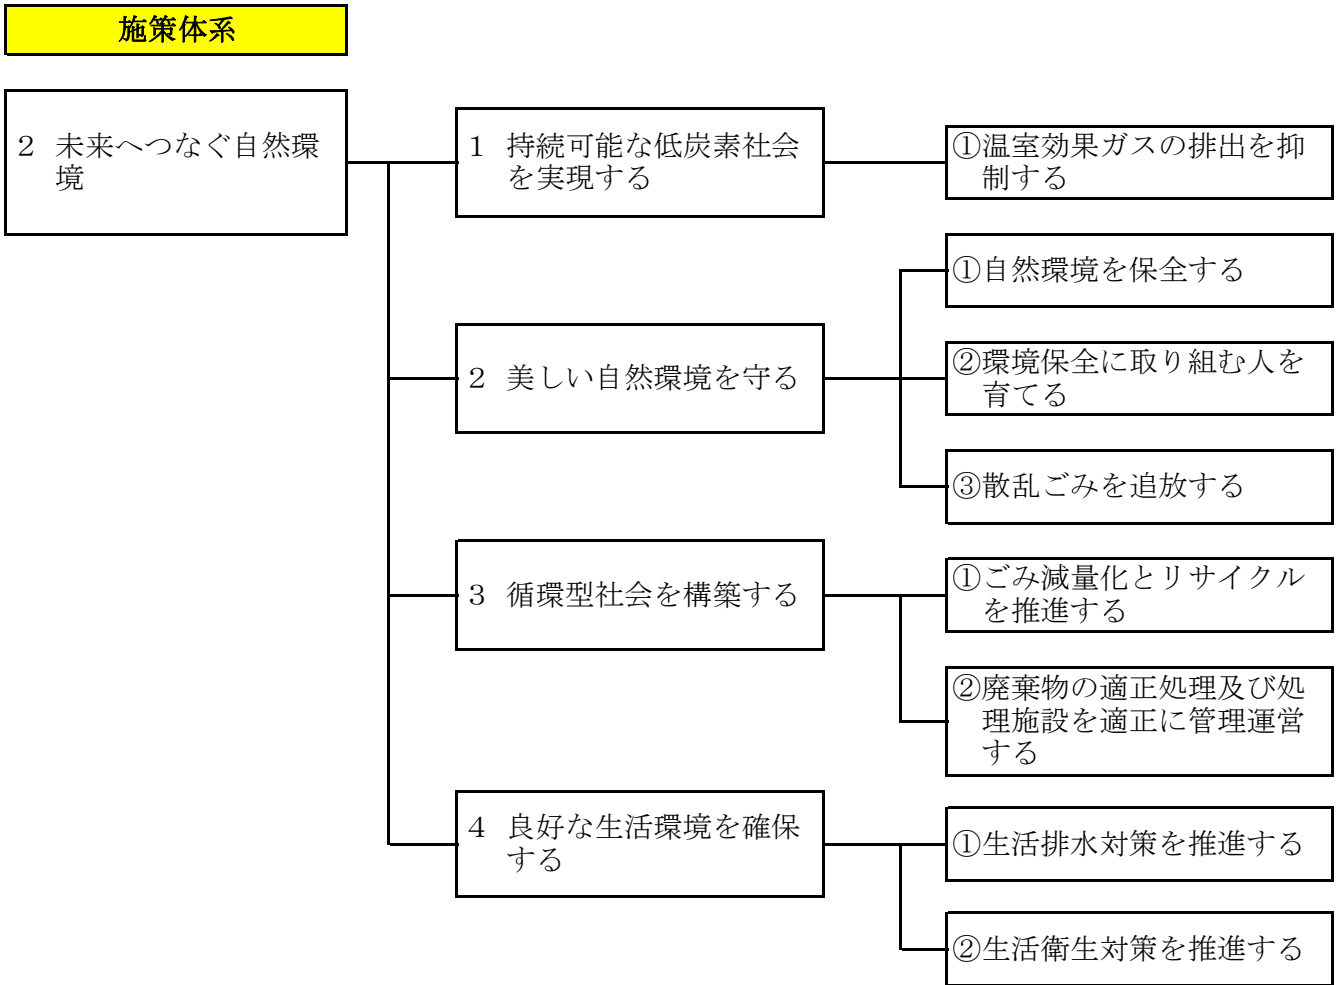 施策体系
２ 未来へつなぐ自然環
境
１ 持続可能な低炭素社会
を実現する
①温室効果ガスの排出を抑
制する
２ 美しい自然環境を守る
①自然環境を保全する
②環境保全に取り組む人を
育てる
③散乱ごみを追放する
３ 循環型社会を構築する
①ごみ減量化とリサイクル
を推進する
②廃棄物の適正処理及び処
理施設を適正に管理運営
する
４ 良好な生活環境を確保
する
①生活排水対策を推進する
②生活衛生対策を推進する